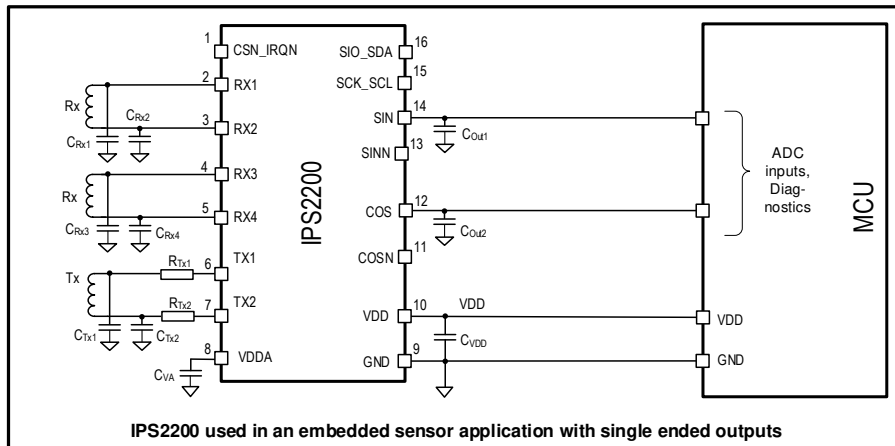 1
CSN_IRQN
SIO_SDA
16
2
RX1
SCK_SCL
15
Rx
CRx1
CRx2
3
RX2
SIN
14
COut1
SINN
13
4
RX3
Rx
CRx3
CRx4
5
RX4
COS
12
COut2
COSN
11
IPS2200
ADC
inputs,
Diag-
nostics
MCU
Tx
RTx1
6
TX1
RTx2
7
TX2
CTx1
CTx2
VDD
10
VDD
CVDD
VDD
8
VDDA
CVA
GND
9
GND
IPS2200 used in an embedded sensor application with single ended outputs